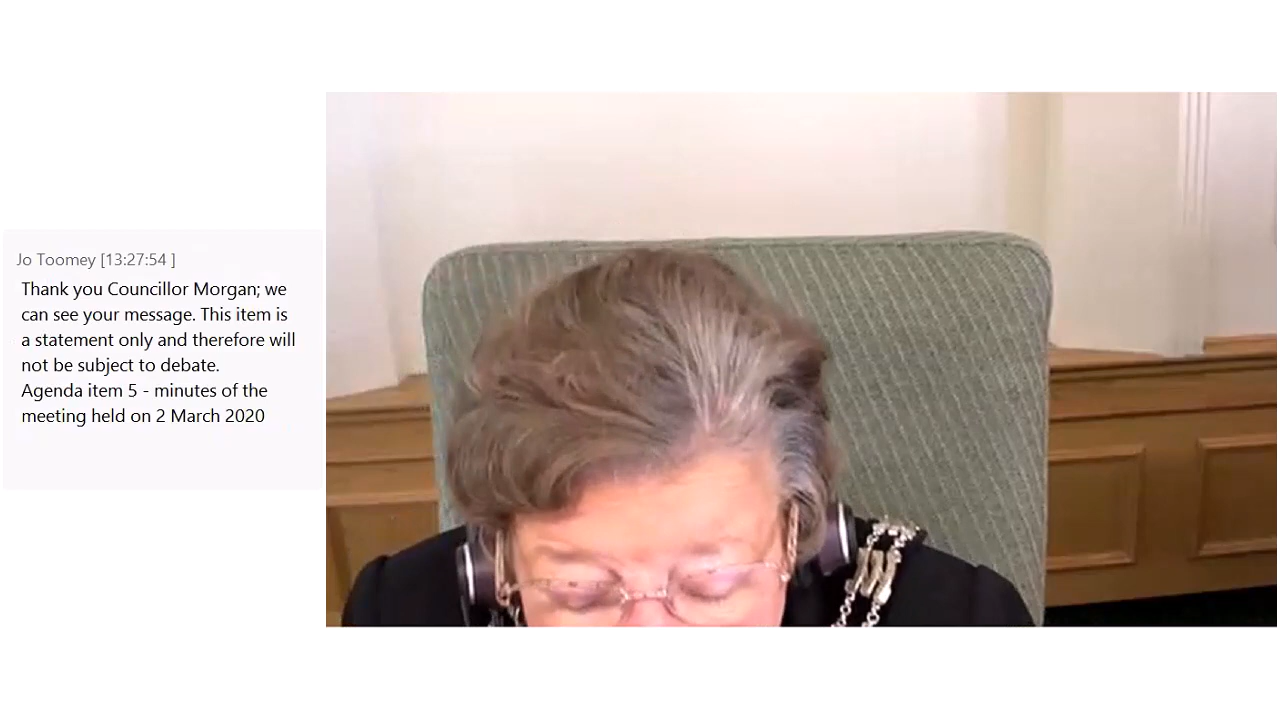 Jo Toomey [13:27:54 ]
Thank you Councillor Morgan; we
can see your message. This item is
a statement only and therefore will
not be subject to debate.
Agenda item 5 - minutes of the
meeting held on 2 March 2020